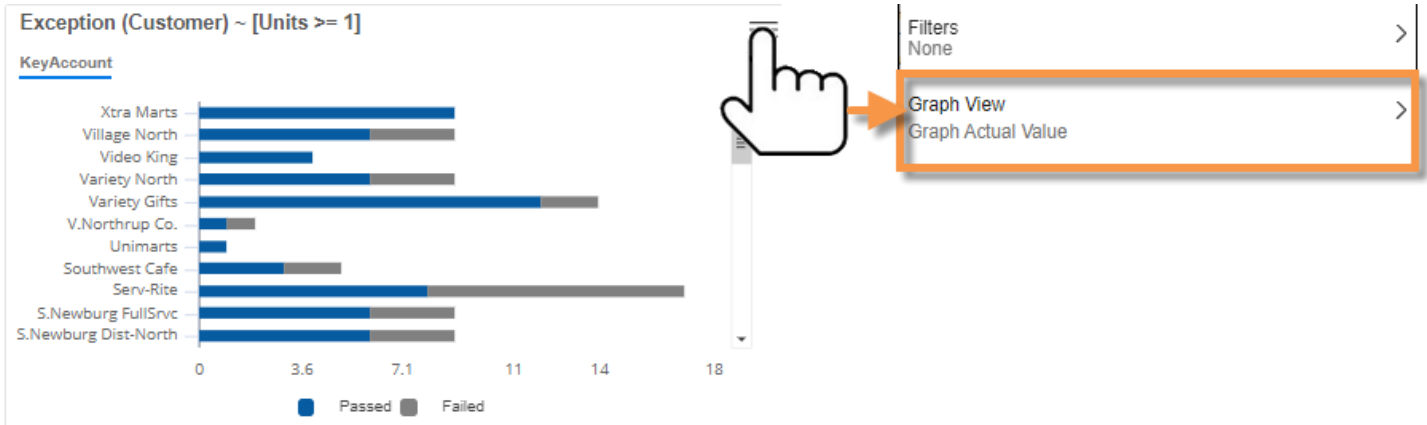 Exception (Customer) ~ [Units >= 1]
KeyAccount
Xtra Marts
Village North
Video King
Variety North
Variety Gifts
V.Northrup Co.
Unimarts
Southwest Cafe
Serv-Rite
S.Newburg FullSrvc
S.Newburg Dist-North
0 3.6 7.1 11 14 18
Passed Failed
Filters
None
Graph View
Graph Actual Value